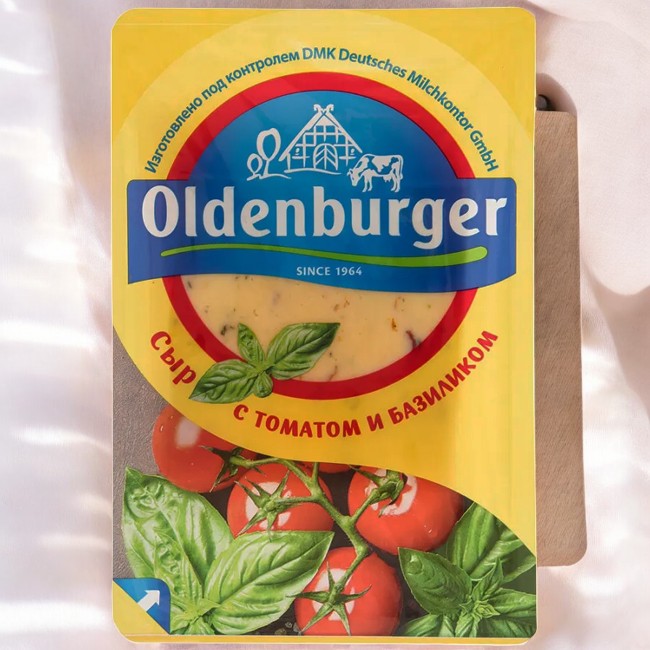 Изготовлено под контролем DMK Deutsches Milchkontor GmbH
Oldenburger
SINCE 1964
Сыр
с томатом и базиликом